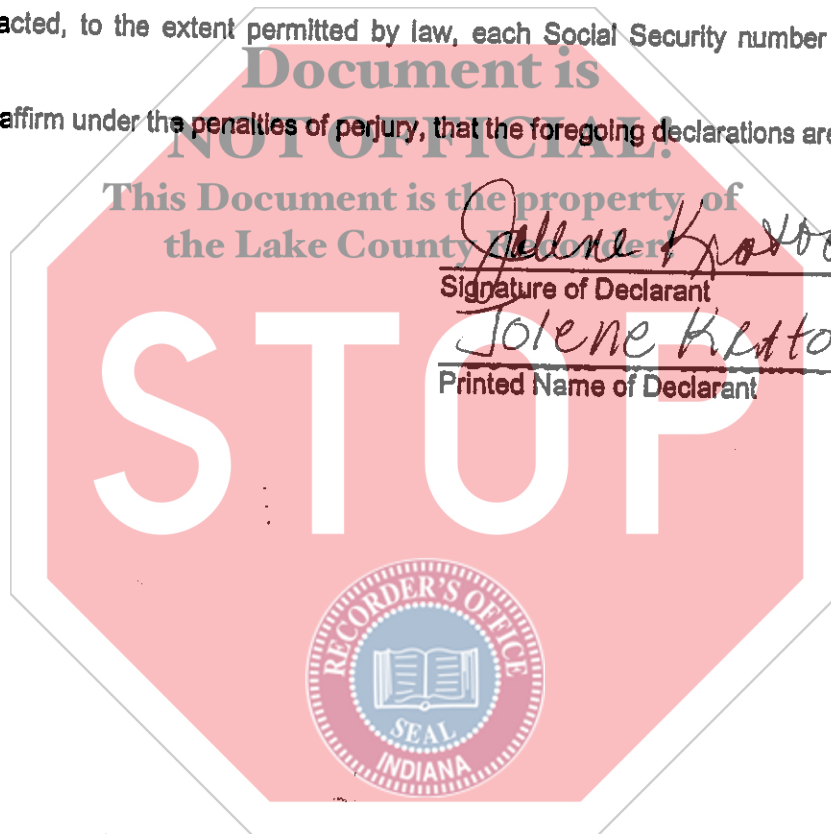 acted, to the extent permitted by law, each Social Security number
Document is
affirm under the penalties of perjury, that the foregoing declarations are
NOT OFFICIAL!
This Document is the property of
the Lake County Recorder!
Jolene
Signature of Declarant
Jolene
Printed Name of Declarant
STOP
RECORDER'S OFFICE
SEAL
INDIANA